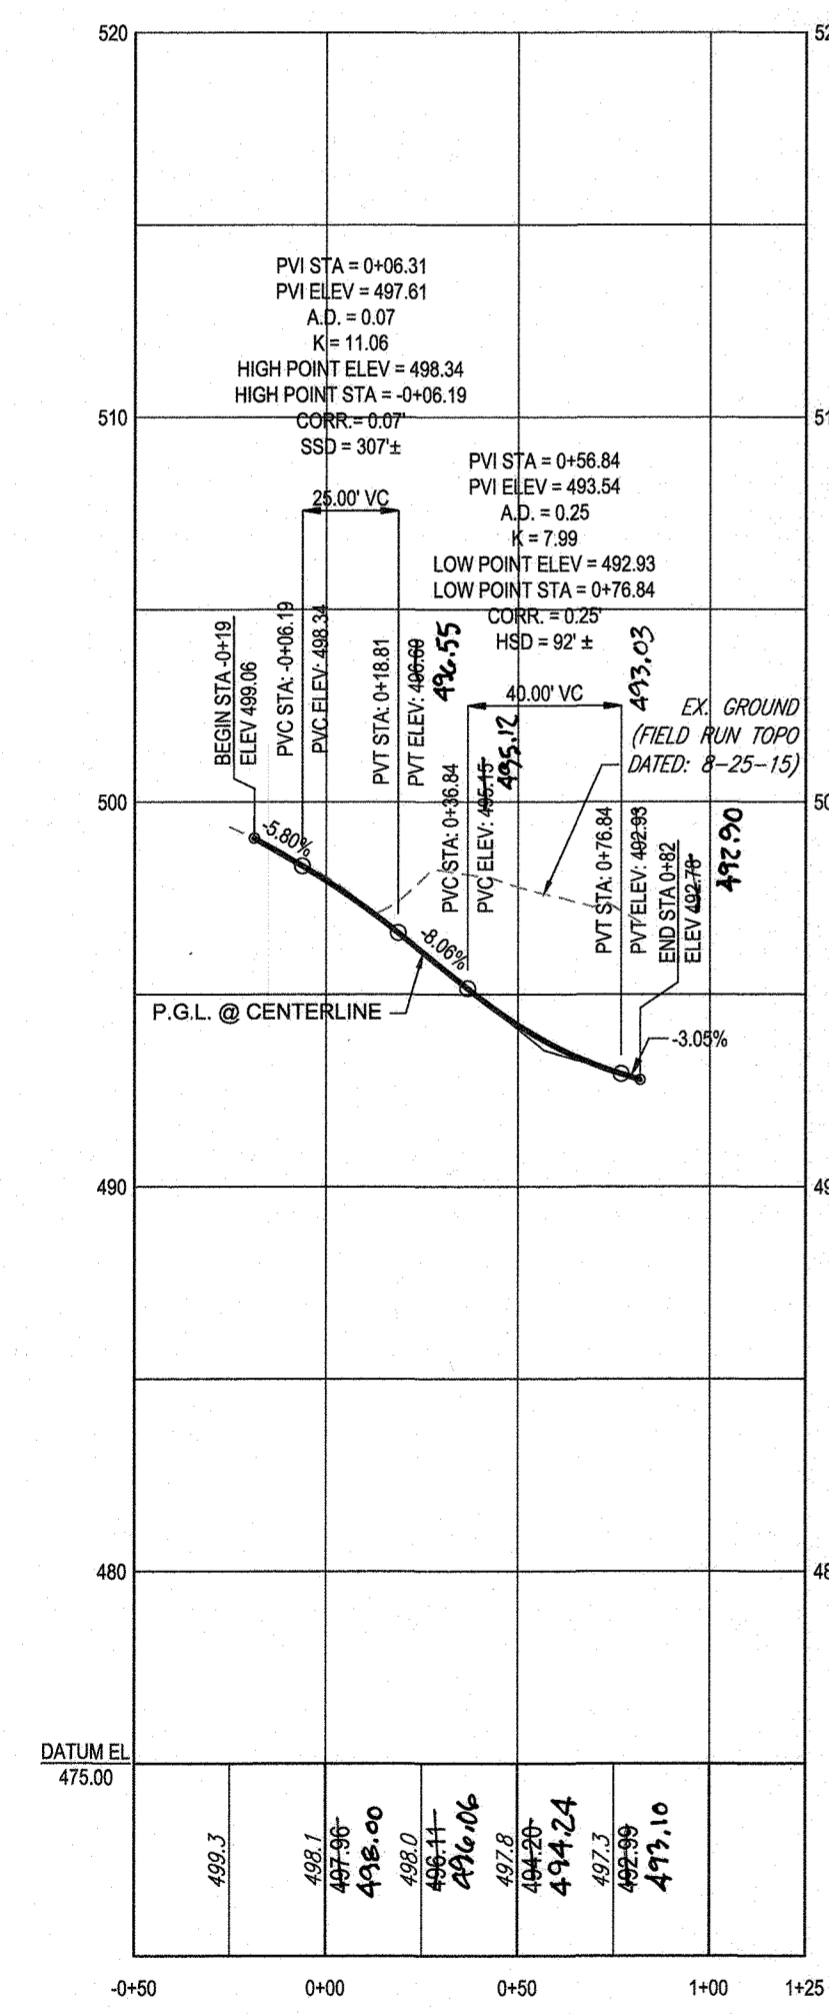 520
52
PVI STA = 0+06.31
PVI ELEV = 497.61
A.D. = 0.07
K = 11.06
HIGH POINT ELEV = 498.34
HIGH POINT STA = -0+06.19
CORR.= 0.07'
SSD = 307'±
510
51
25.00' VC
PVI STA = 0+56.84
PVI ELEV = 493.54
A.D. = 0.25
K = 7.99
LOW POINT ELEV = 492.93
LOW POINT STA = 0+76.84
CORR. = 0.25'
HSD = 92' ±
40.00' VC
BEGIN STA -0+19
ELEV 499.06
PVC STA: -0+06.19
PVC ELEV: 498.34
PVT STA: 0+18.81
PVT ELEV: 496.69
496.55
PVC STA: 0+36.84
PVC ELEV: 495.15
495.12
493.03
EX. GROUND
(FIELD RUN TOPO
DATED: 8-25-15)
PVT STA: 0+76.84
PVT ELEV: 492.93
END STA 0+82
ELEV 492.78
492.90
500
50
-5.80%
-8.06%
P.G.L. @ CENTERLINE
-3.05%
490
49
480
48
DATUM EL
475.00
499.3
498.1
497.96
498.00
498.0
496.11
496.06
497.8
494.20
494.24
497.3
492.99
493.10
-0+50
0+00
0+50
1+00
1+25